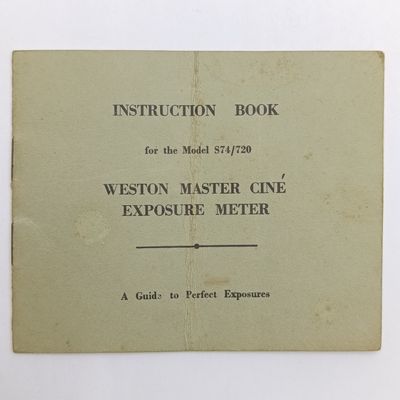 INSTRUCTION BOOK
for the Model S74/720
WESTON MASTER CINÉ
EXPOSURE METER
A Guide to Perfect Exposures